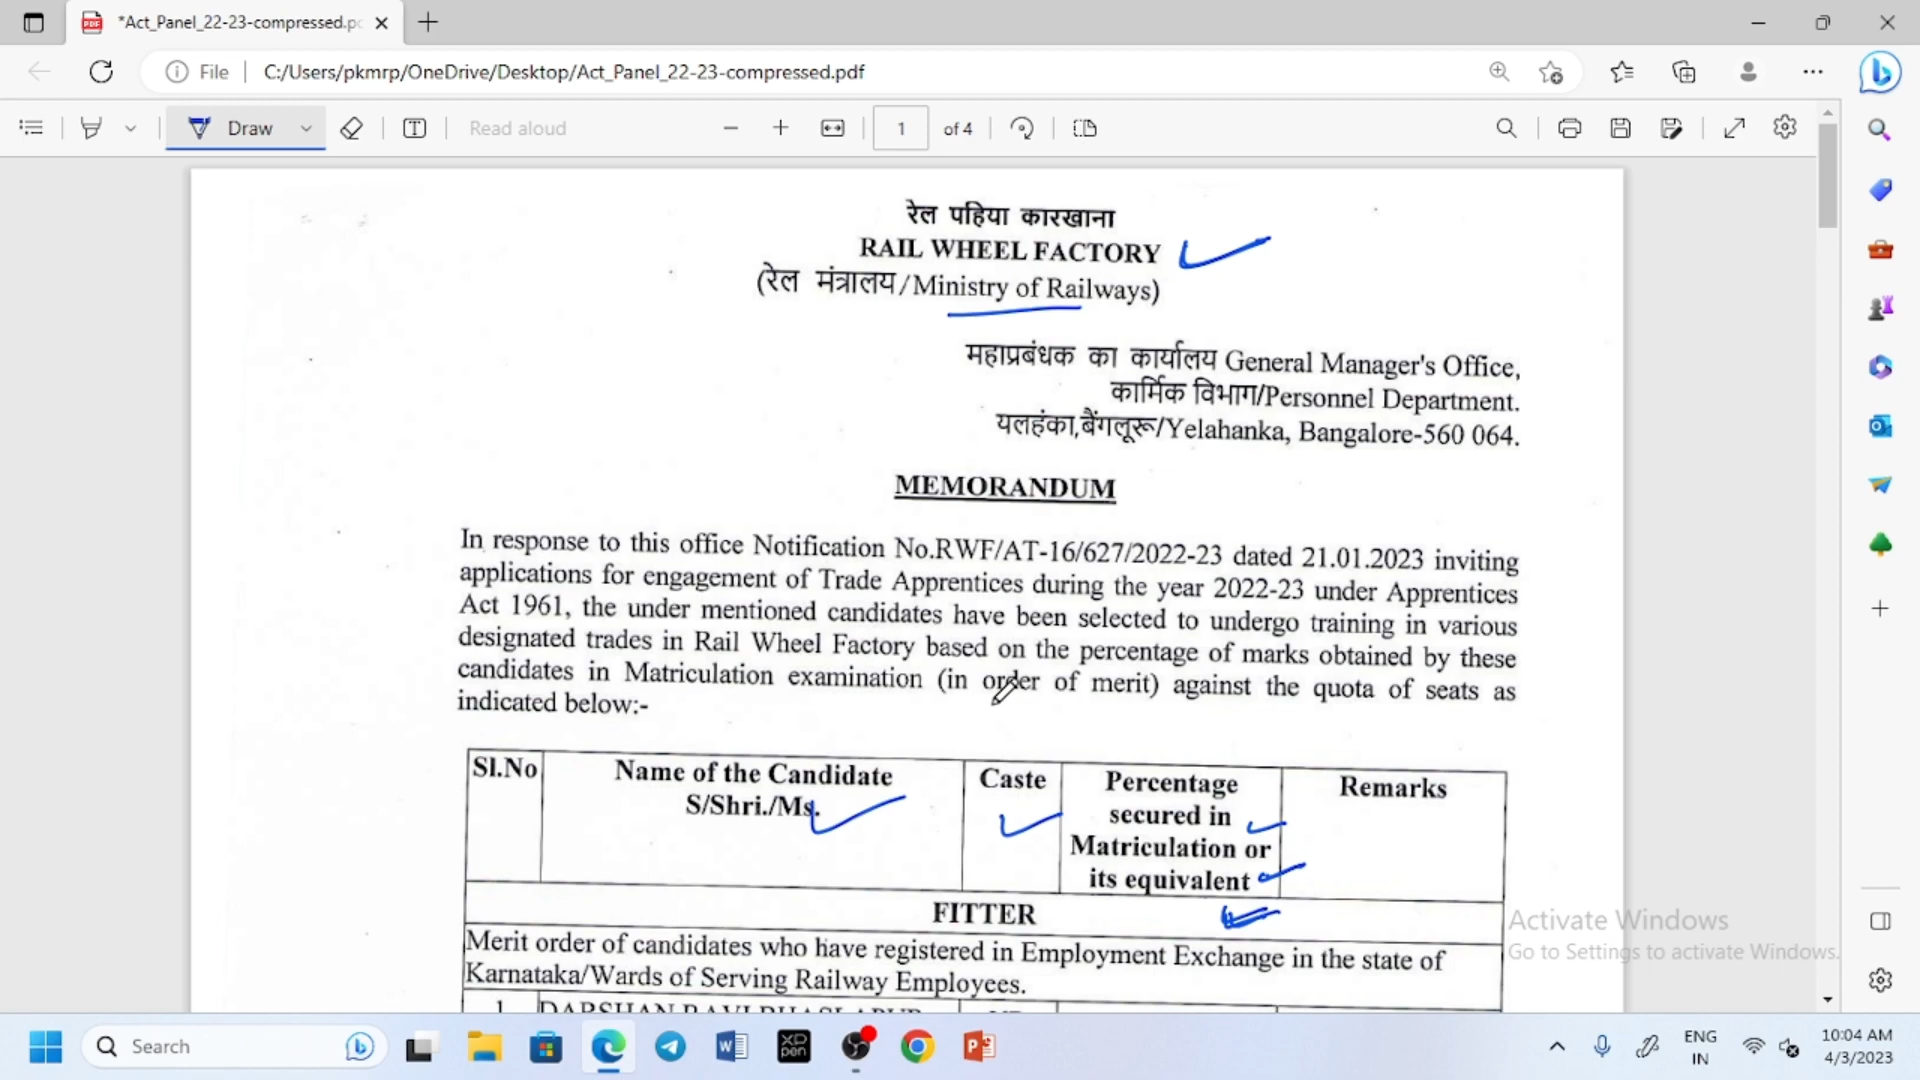 *Act_Panel_22-23-compressed.p
File
C:/Users/pkmrp/OneDrive/Desktop/Act_Panel_22-23-compressed.pdf
Draw
Read aloud
1 of 4
रेल पहिया कारखाना
RAIL WHEEL FACTORY
(रेल मंत्रालय/Ministry of Railways)
महाप्रबंधक का कार्यालय General Manager's Office,
कार्मिक विभाग/Personnel Department.
यलहंका,बैंगलूरू/Yelahanka, Bangalore-560 064.
MEMORANDUM
In response to this office Notification No.RWF/AT-16/627/2022-23 dated 21.01.2023 inviting
applications for engagement of Trade Apprentices during the year 2022-23 under Apprentices
Act 1961, the under mentioned candidates have been selected to undergo training in various
designated trades in Rail Wheel Factory based on the percentage of marks obtained by these
candidates in Matriculation examination (in order of merit) against the quota of seats as
indicated below:-
Sl.No
Name of the Candidate
S/Shri./Ms.
Caste
Percentage
secured in
Matriculation or
its equivalent
Remarks
FITTER
Merit order of candidates who have registered in Employment Exchange in the state of
Karnataka/Wards of Serving Railway Employees.
1
Activate Windows
Go to Settings to activate Windows.
Search
XP
pen
ENG
IN
10:04 AM
4/3/2023